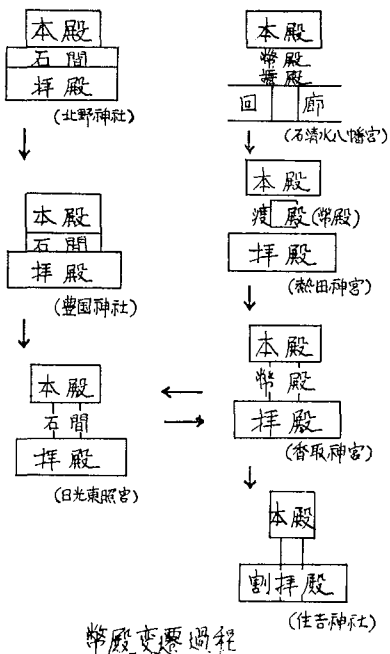 本殿
石間
拝殿
(北野神社)
本殿
石間
拝殿
(豊国神社)
本殿
石間
拝殿
(日光東照宮)
本殿
幣殿
舞殿
回廊
(石清水八幡宮)
本殿
渡殿(幣殿)
拝殿
(熱田神宮)
本殿
幣殿
拝殿
(香取神宮)
本殿
割拝殿
(住吉神社)
幣殿変遷過程